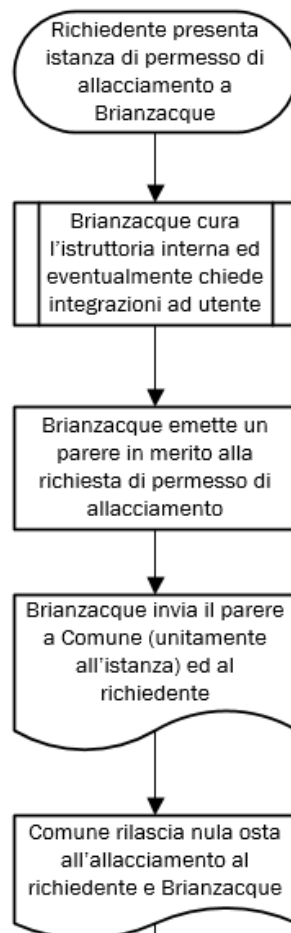 Richiedente presenta
istanza di permesso di
allacciamento a
Brianzacque
Brianzacque cura
l'istruttoria interna ed
eventualmente chiede
integrazioni ad utente
Brianzacque emette un
parere in merito alla
richiesta di permesso di
allacciamento
Brianzacque invia il parere
a Comune (unitamente
all'istanza) ed al
richiedente
Comune rilascia nula osta
all'allacciamento al
richiedente e Brianzacque